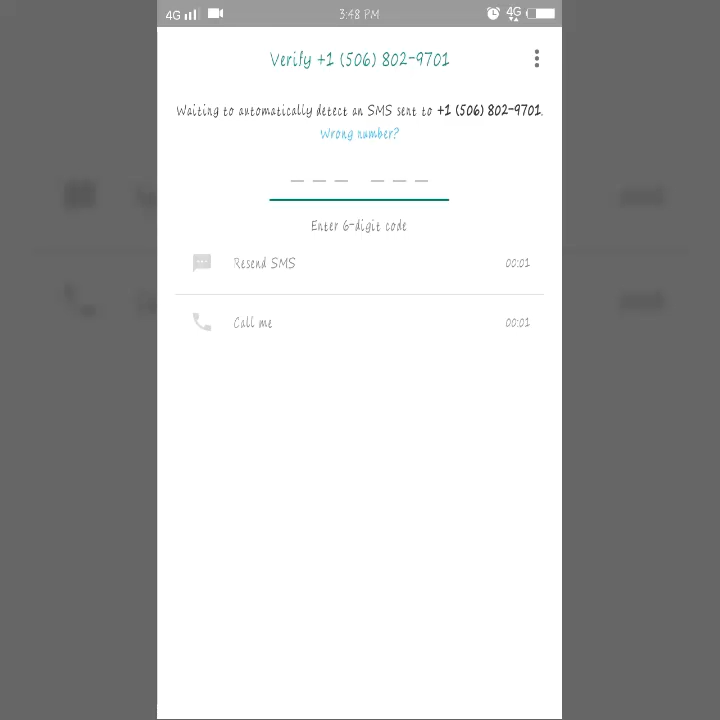 4G 3:48 PM 4G
Verify +1 (506) 802-9701
Waiting to automatically detect an SMS sent to +1 (506) 802-9701.
Wrong number?
Enter 6-digit code
Resend SMS 00:01
Call me 00:01